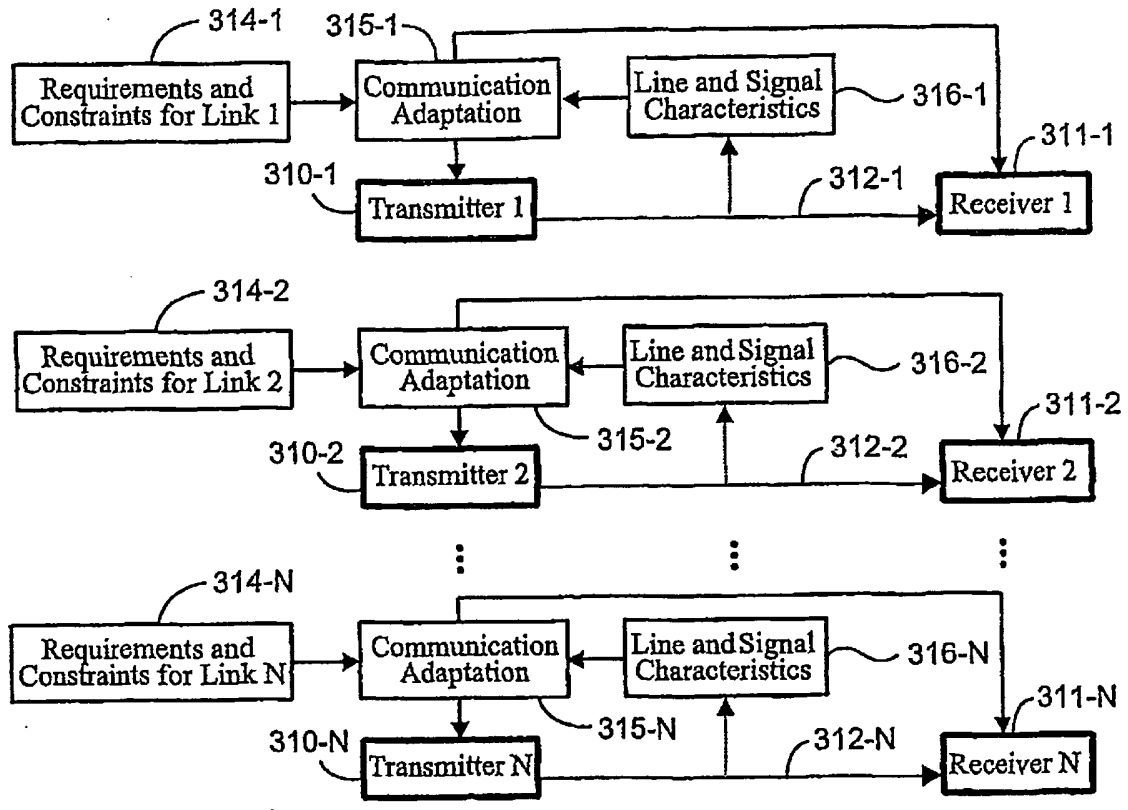 314-1
315-1
Requirements and
Constraints for Link 1
Communication
Adaptation
Line and Signal
Characteristics
316-1
311-1
310-1
312-1
Transmitter 1
Receiver 1
314-2
Requirements and
Constraints for Link 2
Communication
Adaptation
Line and Signal
Characteristics
316-2
311-2
310-2
315-2
312-2
Transmitter 2
Receiver 2
314-N
Requirements and
Constraints for Link N
Communication
Adaptation
Line and Signal
Characteristics
316-N
311-N
310-N
315-N
312-N
Transmitter N
Receiver N